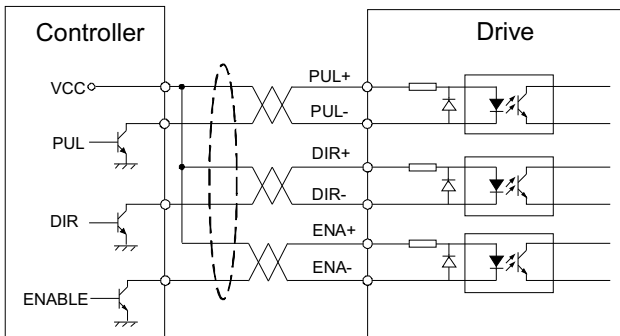 Controller
Drive
VCC
PUL+
PUL-
PUL
DIR+
DIR-
DIR
ENA+
ENA-
ENABLE